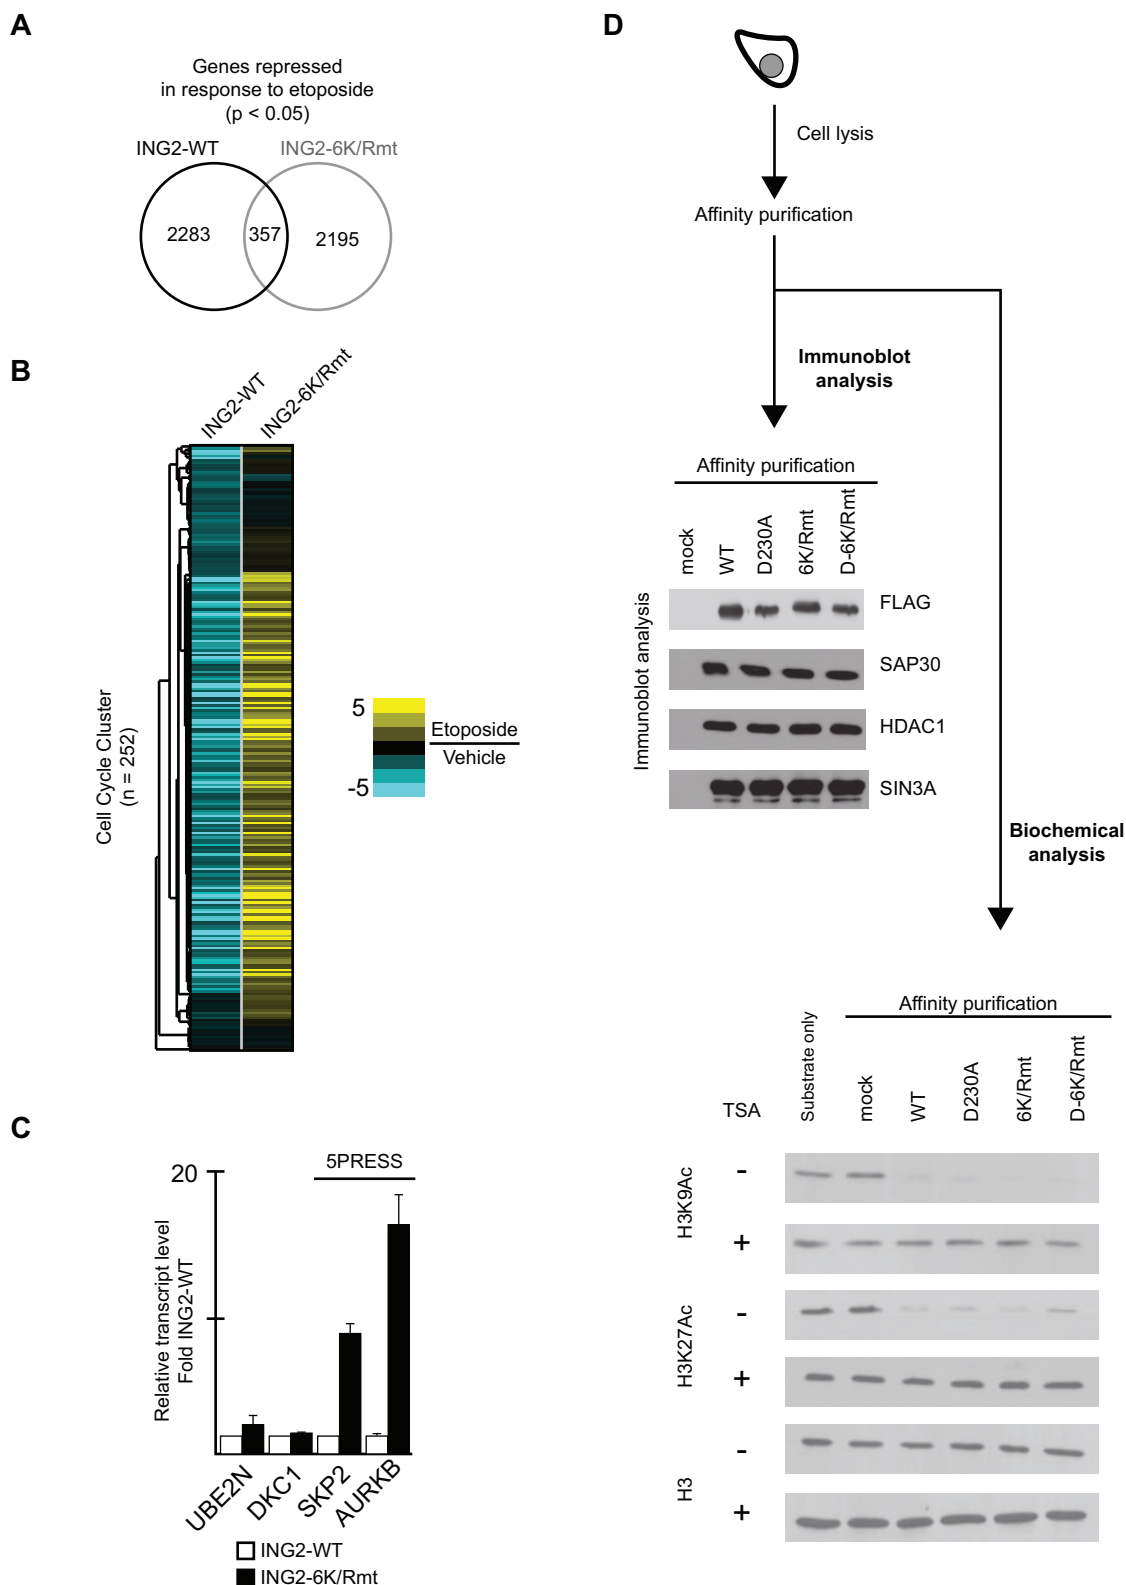 A
Genes repressed
in response to etoposide
(p < 0.05)
ING2-WT
ING2-6K/Rmt
2283
357
2195
B
ING2-WT
ING2-6K/Rmt
Cell Cycle Cluster
(n = 252)
5
-5
Etoposide
Vehicle
C
5PRESS
20
Relative transcript level
Fold ING2-WT
UBE2N
DKC1
SKP2
AURKB
ING2-WT
ING2-6K/Rmt
D
Cell lysis
Affinity purification
Immunoblot
analysis
Affinity purification
mock
WT
D230A
6K/Rmt
D-6K/Rmt
Immunoblot analysis
FLAG
SAP30
HDAC1
SIN3A
Biochemical
analysis
Affinity purification
TSA
Substrate only
mock
WT
D230A
6K/Rmt
D-6K/Rmt
H3K9Ac
-
+
H3K27Ac
-
+
H3
-
+